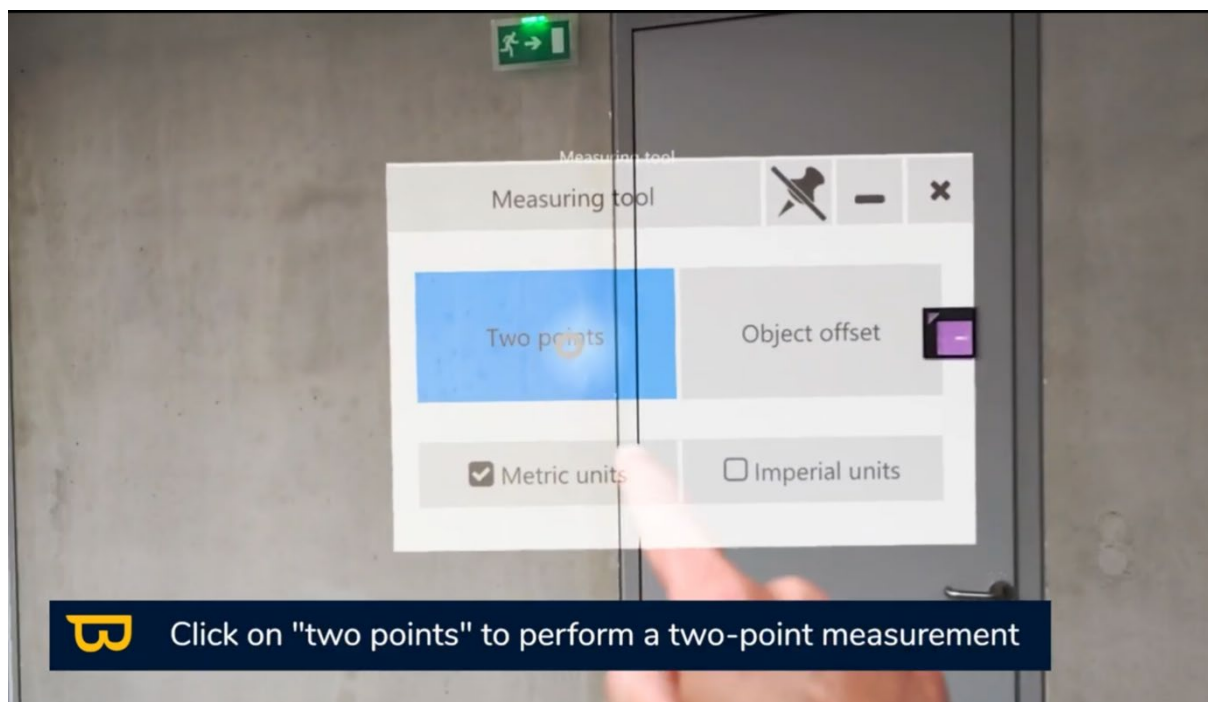 Measuring tool
Measuring tool
Two points
Object offset
Metric units
Imperial units
Click on "two points" to perform a two-point measurement